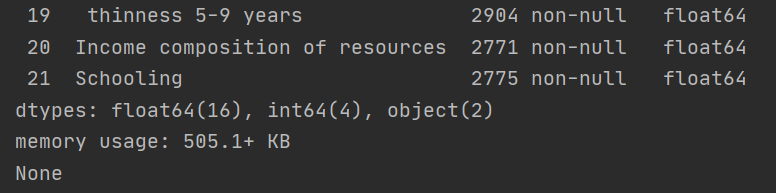 19   thinness 5-9 years               2904 non-null   float64
20  Income composition of resources  2771 non-null   float64
21  Schooling                        2775 non-null   float64
dtypes: float64(16), int64(4), object(2)
memory usage: 505.1+ KB
None